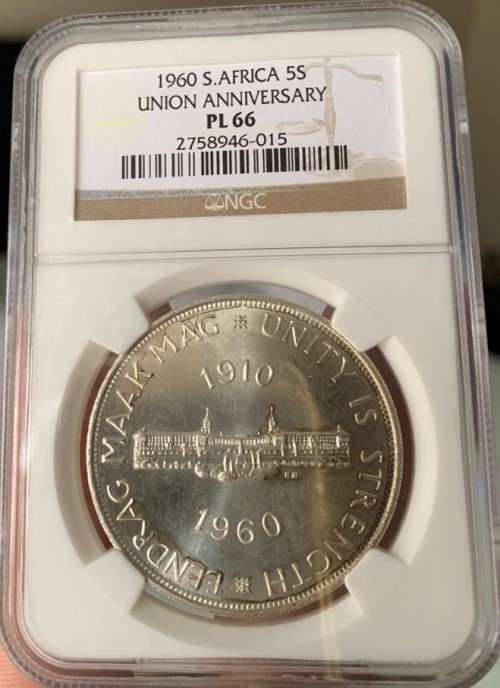 1960 S.AFRICA 5S
UNION ANNIVERSARY
PL 66
2758946-015
NGC
EENDRAG MAAK MAG ※ UNITY IS STRENGTH ※
1910
1960